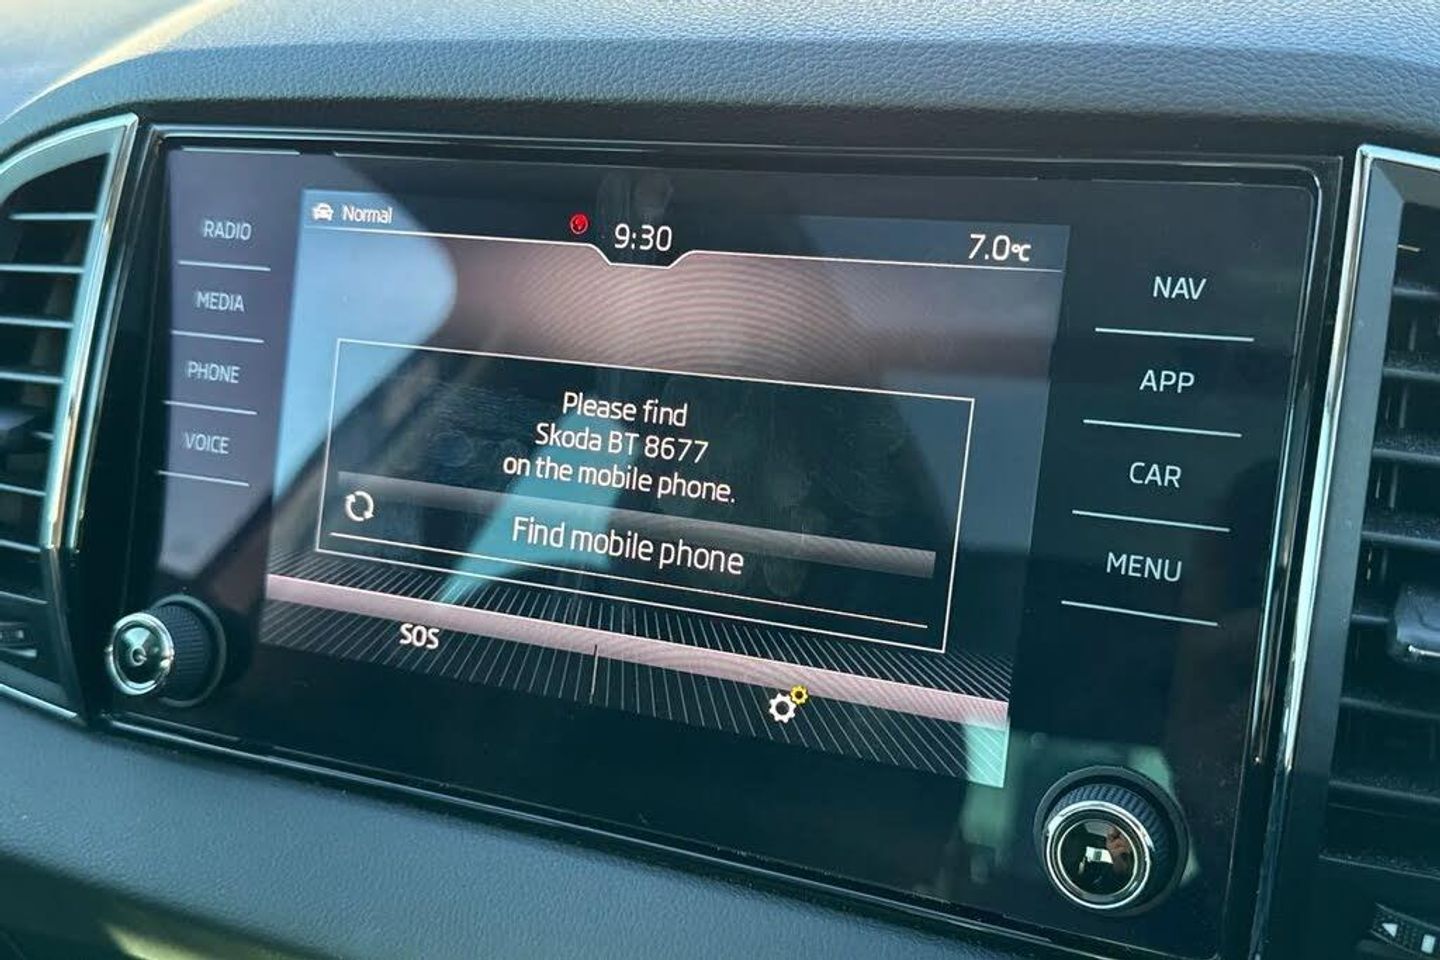 Normal
9:30
7.0°C
RADIO
MEDIA
PHONE
VOICE
NAV
APP
CAR
MENU
Please find
Skoda BT 8677
on the mobile phone.
Find mobile phone
SOS